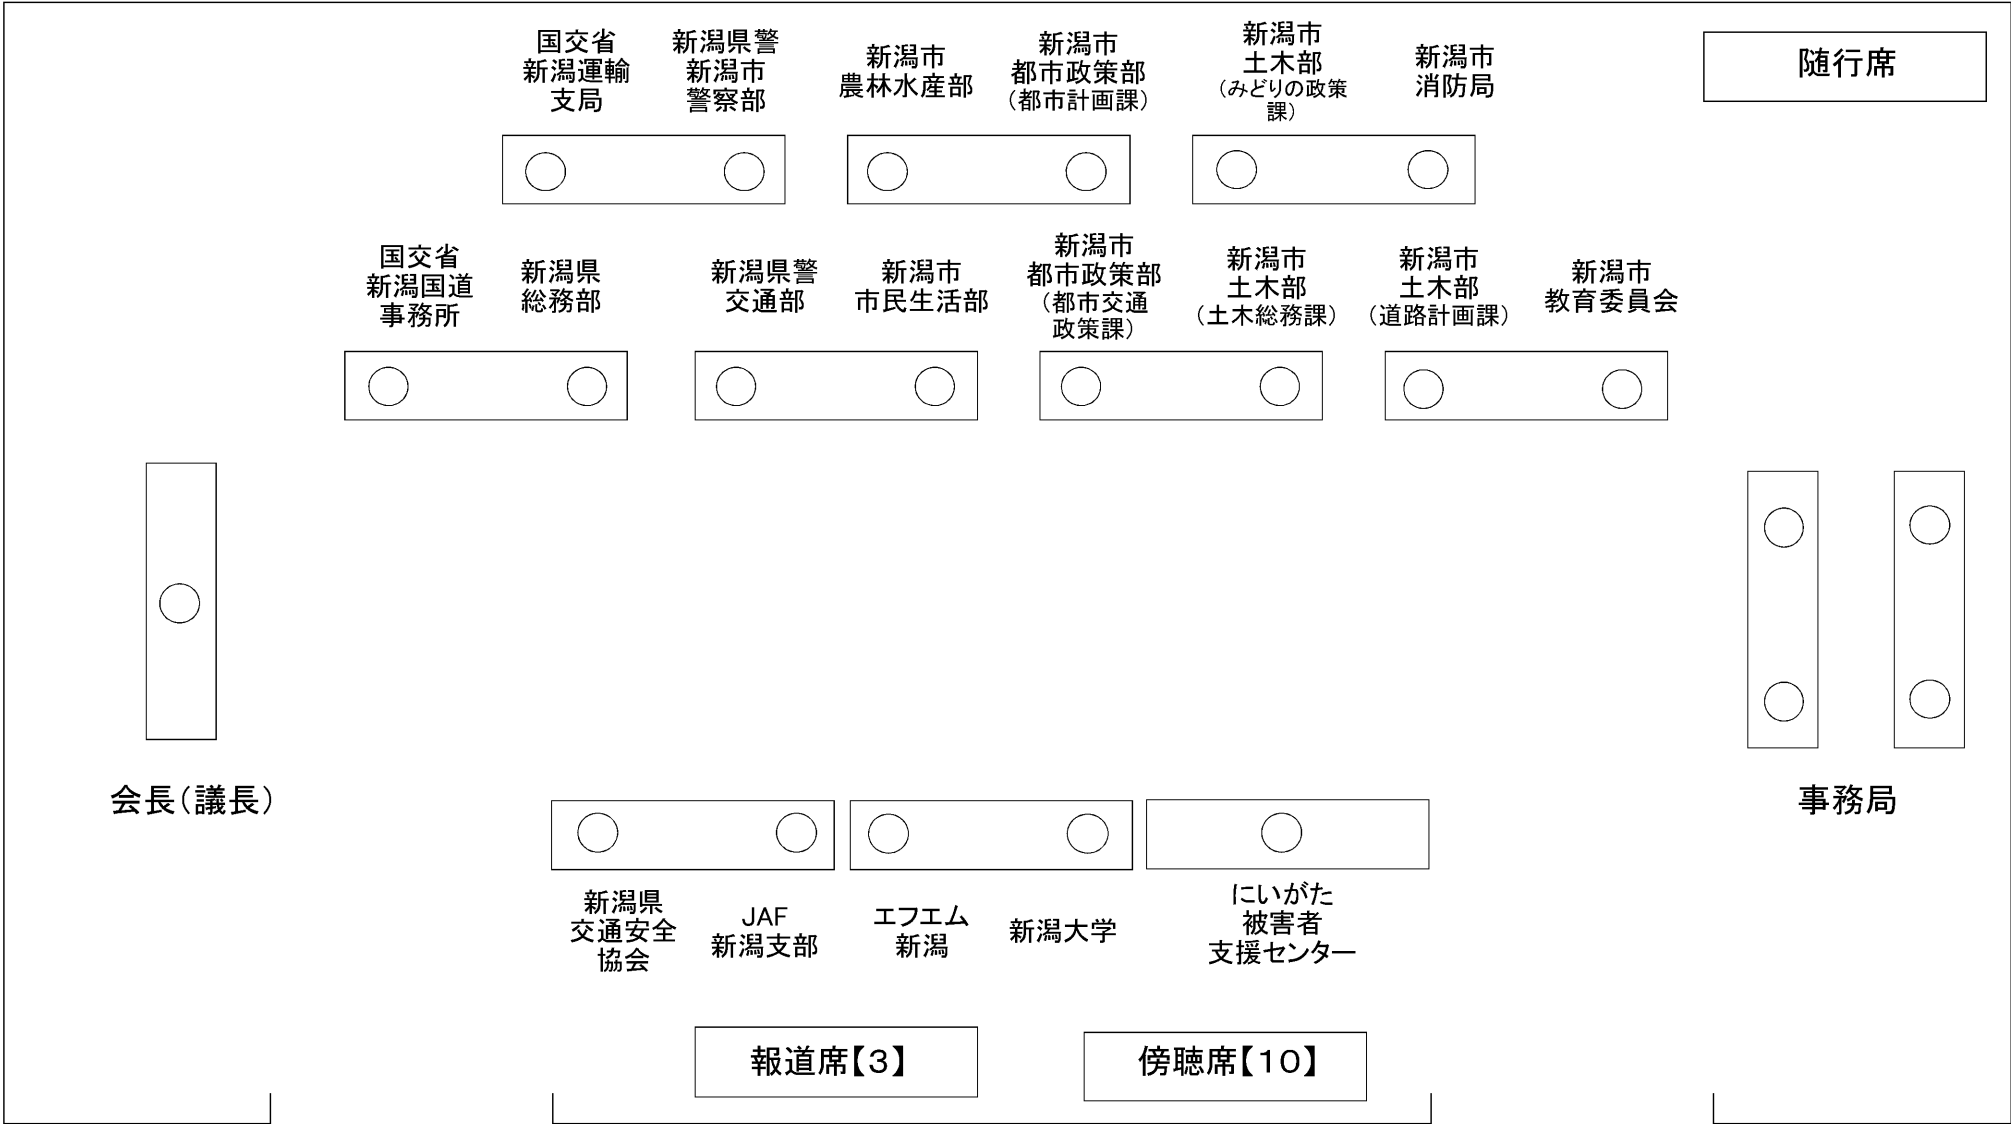 国交省
新潟運輸
支局
新潟県警
新潟市
警察部
新潟市
農林水産部
新潟市
都市政策部
（都市計画課）
新潟市
土木部
（みどりの政策
課）
新潟市
消防局
随行席
国交省
新潟国道
事務所
新潟県
総務部
新潟県警
交通部
新潟市
市民生活部
新潟市
都市政策部
（都市交通
政策課）
新潟市
土木部
（土木総務課）
新潟市
土木部
（道路計画課）
新潟市
教育委員会
会長（議長）
事務局
新潟県
交通安全
協会
JAF
新潟支部
エフエム
新潟
新潟大学
にいがた
被害者
支援センター
報道席【３】
傍聴席【１０】